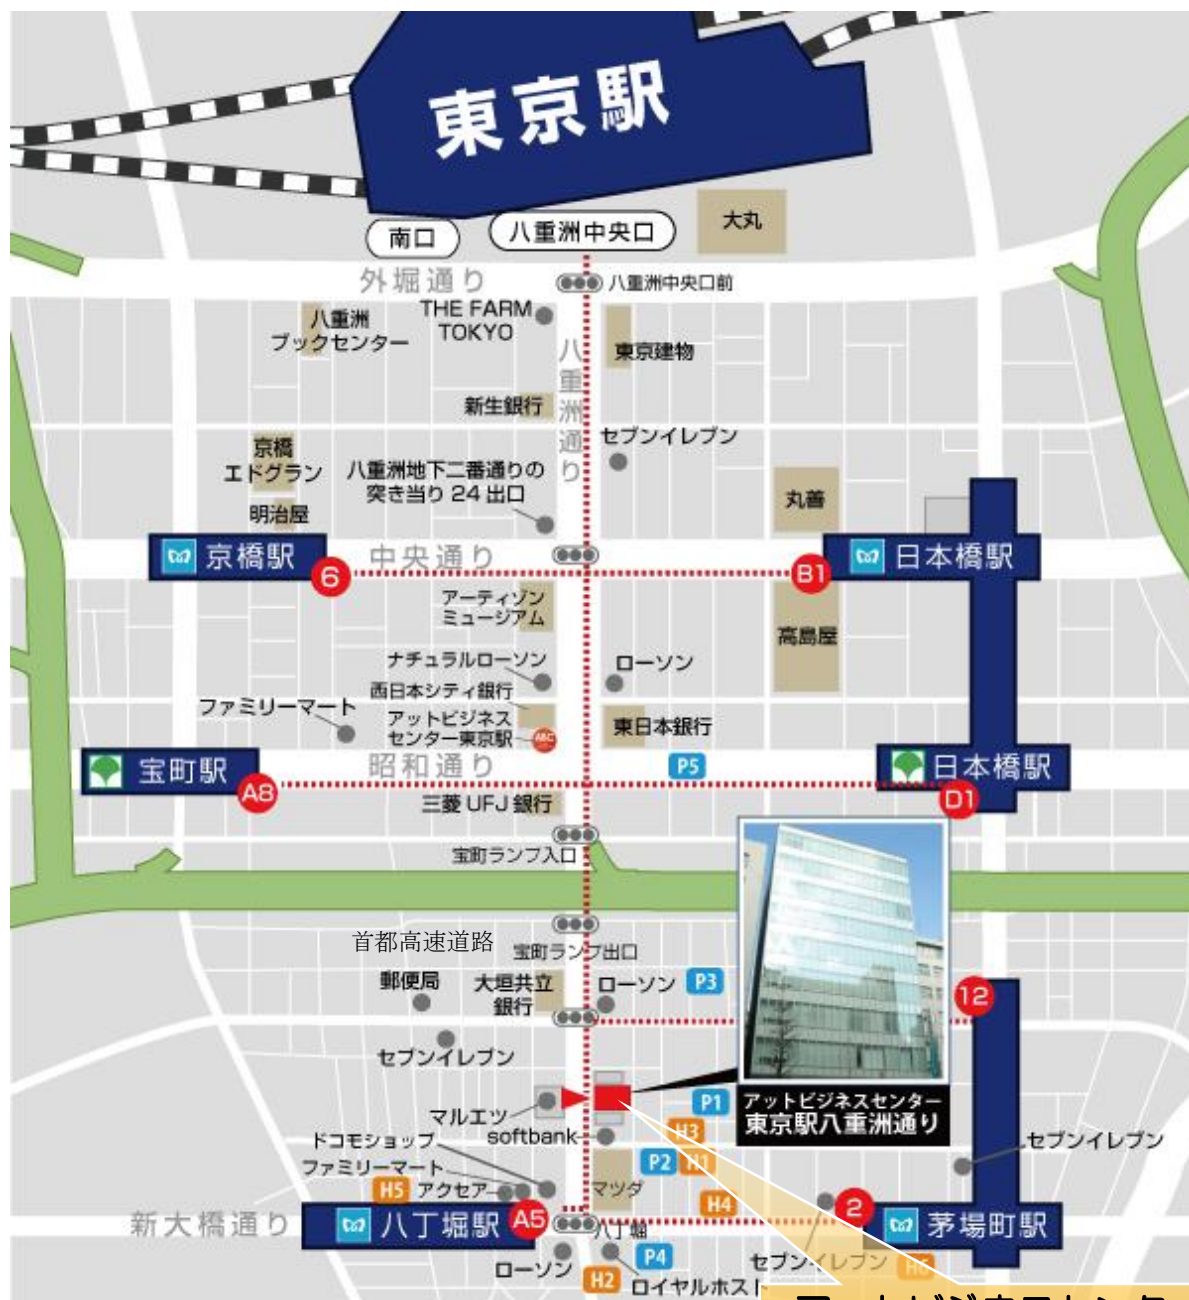 東京駅
南口
八重洲中央口
大丸
外堀通り
八重洲中央口前
八重洲
ブックセンター
THE FARM
TOKYO
八重洲通り
東京建物
新生銀行
セブンイレブン
京橋
エドグラン
八重洲地下二番通りの
突き当り 24 出口
明治屋
丸善
京橋駅
6
中央通り
B1
日本橋駅
アーティゾン
ミュージアム
高島屋
ナチュラルローソン
ローソン
西日本シティ銀行
ファミリーマート
アットビジネス
センター東京駅
ABC
東日本銀行
宝町駅
A8
昭和通り
P5
日本橋駅
D1
三菱 UFJ 銀行
宝町ランプ入口
首都高速道路
宝町ランプ出口
郵便局
大垣共立
銀行
ローソン
P3
12
セブンイレブン
マルエツ
P1
アットビジネスセンター
東京駅八重洲通り
softbank
H3
ドコモショップ
セブンイレブン
ファミリーマート
P2
H1
H5
アクセア
マツダ
H4
新大橋通り
八丁堀駅
A5
八丁堀
2
茅場町駅
ローソン
P4
セブンイレブン
H6
H2
ロイヤルホスト